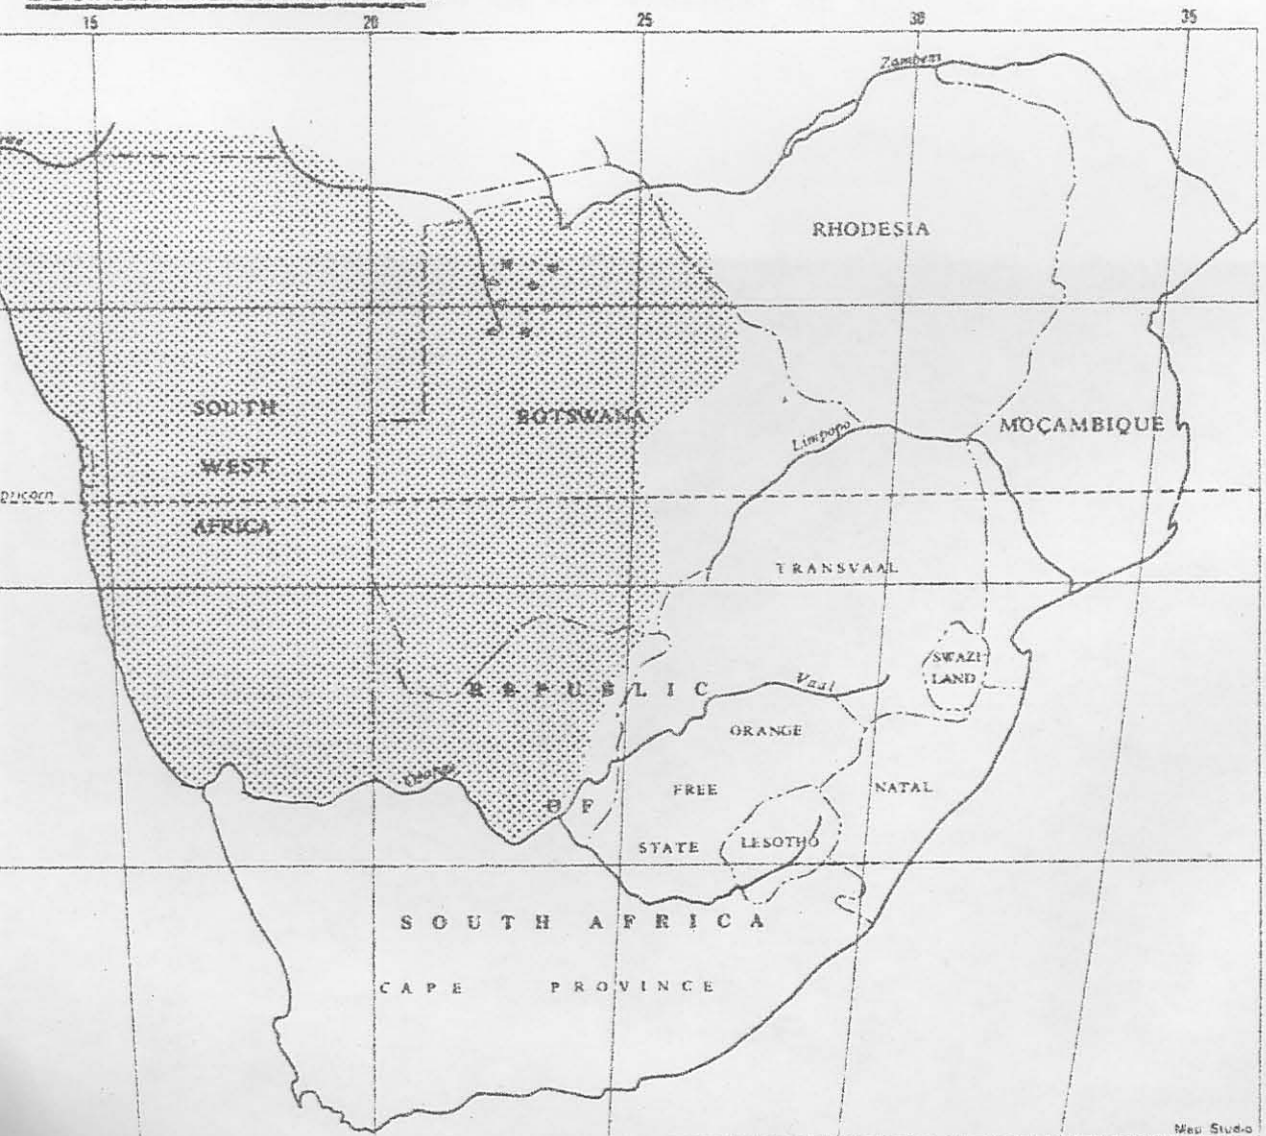 15 20 25 30 35
Zambezi
RHODESIA
SOUTH
WEST
AFRICA
BOTSWANA
Limpopo
MOÇAMBIQUE
TRANSVAAL
SWAZI
LAND
REPUBLIC
Vaal
ORANGE
Orange
OF
FREE
NATAL
STATE
LESOTHO
SOUTH AFRICA
CAPE PROVINCE
Map Studio